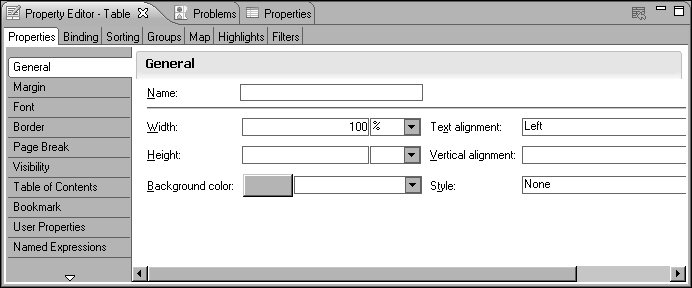 Property Editor - Table Problems Properties
Properties Binding Sorting Groups Map Highlights Filters
General
Margin
Font
Border
Page Break
Visibility
Table of Contents
Bookmark
User Properties
Named Expressions
General
Name:
Width: 100 % Text alignment: Left
Height: Vertical alignment:
Background color: Style: None